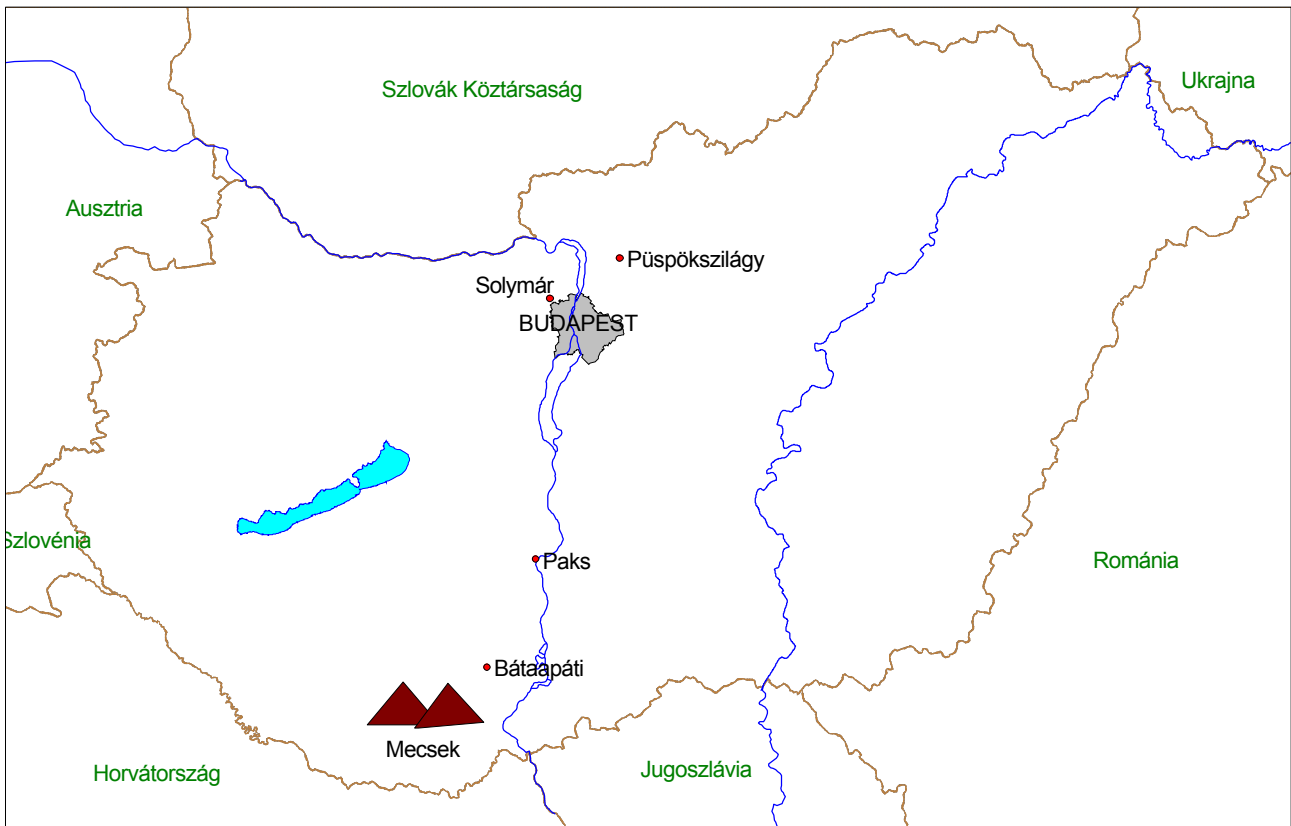 Ukrajna
Szlovák Köztársaság
Ausztria
Püspökszilágy
Solymár
BUDAPEST
Szlovénia
Paks
Románia
Bátaapáti
Mecsek
Horvátország
Jugoszlávia